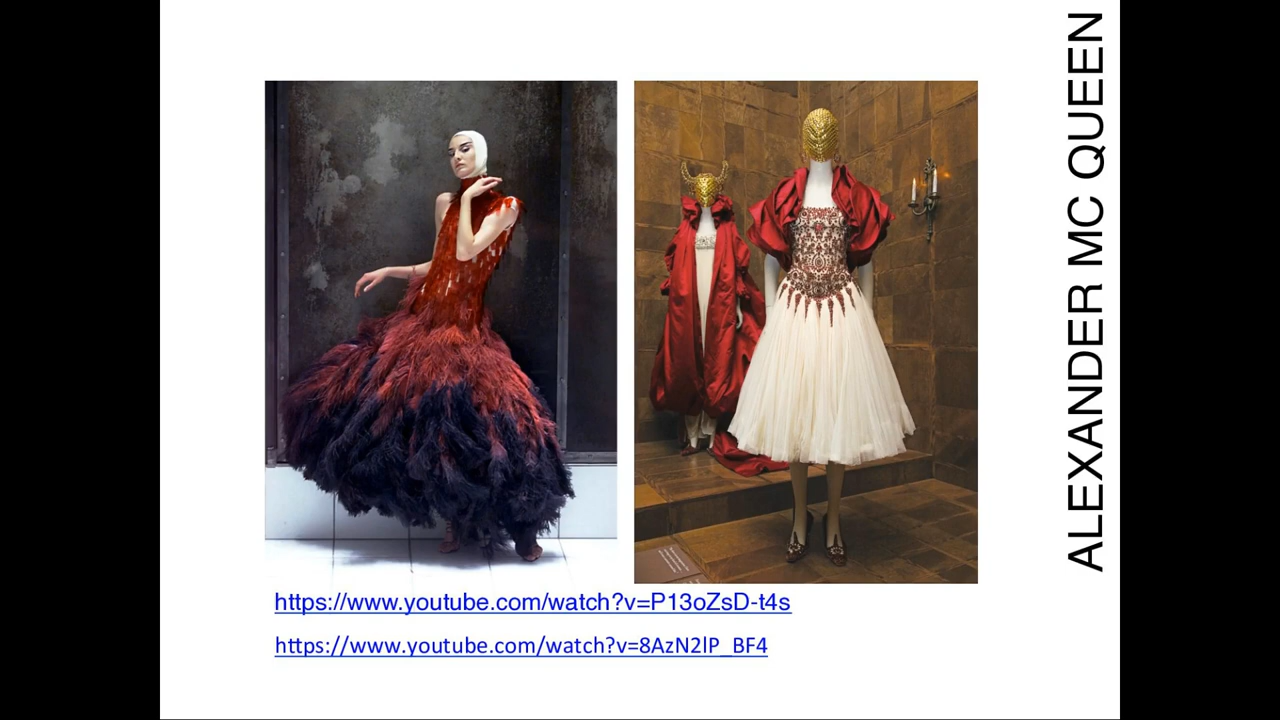 ALEXANDER MC QUEEN
https://www.youtube.com/watch?v=P13oZsD-t4s
https://www.youtube.com/watch?v=8AzN2lP_BF4